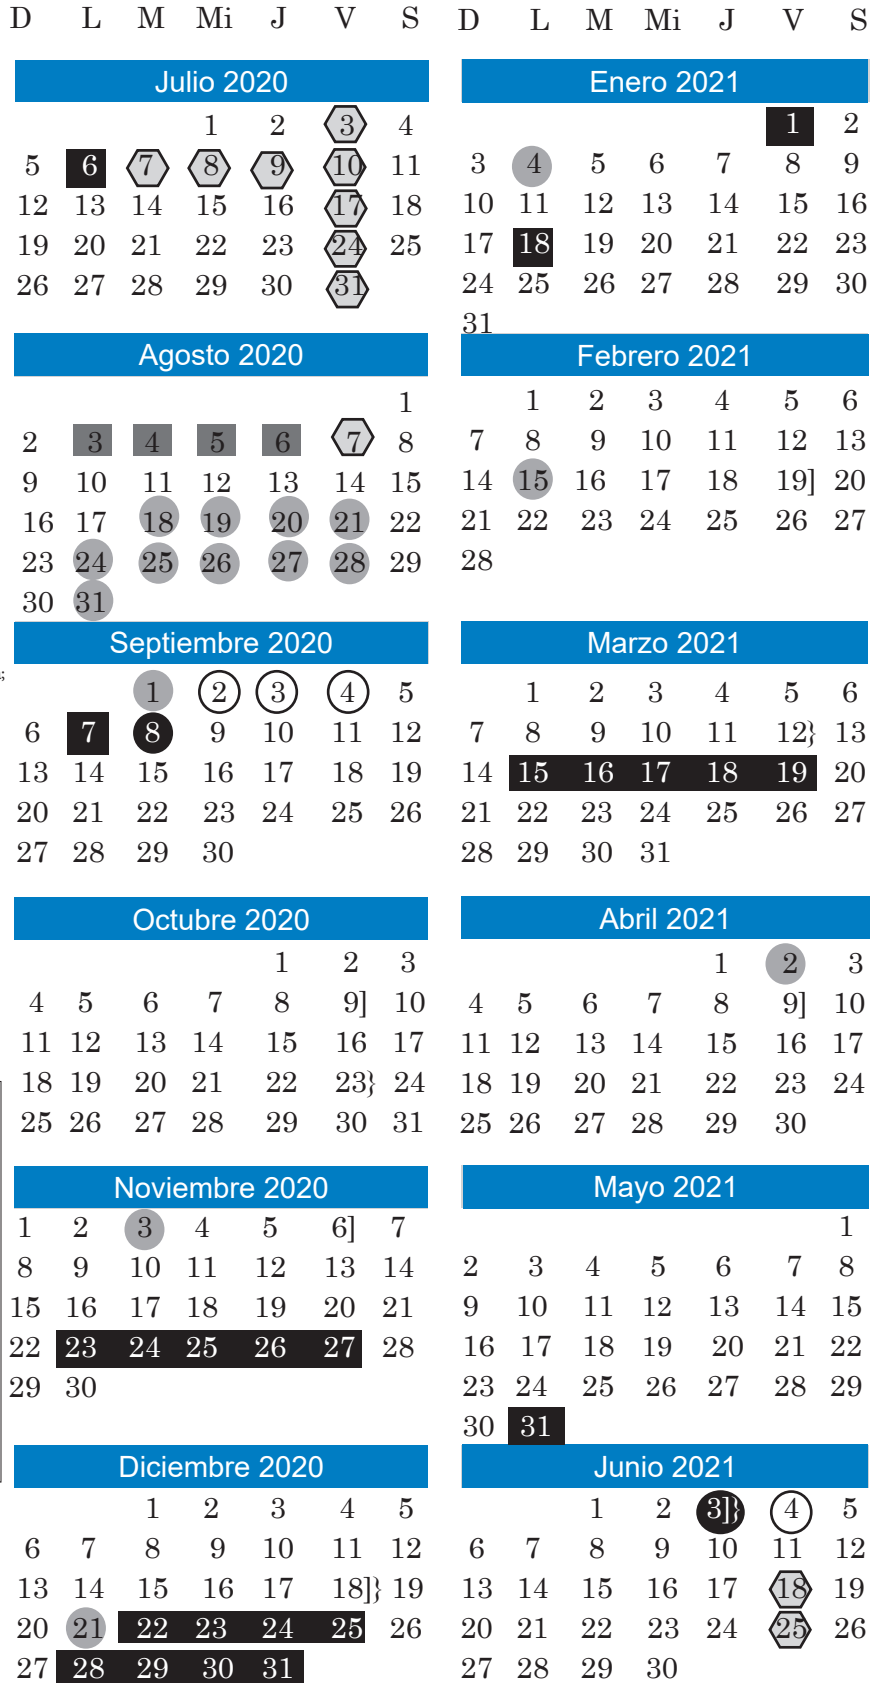 D L M Mi J V S
Julio 2020
1 2 3 4
5 6 7 8 9 10 11
12 13 14 15 16 17 18
19 20 21 22 23 24 25
26 27 28 29 30 31
Agosto 2020
1
2 3 4 5 6 7 8
9 10 11 12 13 14 15
16 17 18 19 20 21 22
23 24 25 26 27 28 29
30 31
Septiembre 2020
1 2 3 4 5
6 7 8 9 10 11 12
13 14 15 16 17 18 19
20 21 22 23 24 25 26
27 28 29 30
Octubre 2020
1 2 3
4 5 6 7 8 9] 10
11 12 13 14 15 16 17
18 19 20 21 22 23} 24
25 26 27 28 29 30 31
Noviembre 2020
1 2 3 4 5 6] 7
8 9 10 11 12 13 14
15 16 17 18 19 20 21
22 23 24 25 26 27 28
29 30
Diciembre 2020
1 2 3 4 5
6 7 8 9 10 11 12
13 14 15 16 17 18]} 19
20 21 22 23 24 25 26
27 28 29 30 31
D L M Mi J V S
Enero 2021
1 2
3 4 5 6 7 8 9
10 11 12 13 14 15 16
17 18 19 20 21 22 23
24 25 26 27 28 29 30
31
Febrero 2021
1 2 3 4 5 6
7 8 9 10 11 12 13
14 15 16 17 18 19] 20
21 22 23 24 25 26 27
28
Marzo 2021
1 2 3 4 5 6
7 8 9 10 11 12} 13
14 15 16 17 18 19 20
21 22 23 24 25 26 27
28 29 30 31
Abril 2021
1 2 3
4 5 6 7 8 9] 10
11 12 13 14 15 16 17
18 19 20 21 22 23 24
25 26 27 28 29 30
Mayo 2021
1
2 3 4 5 6 7 8
9 10 11 12 13 14 15
16 17 18 19 20 21 22
23 24 25 26 27 28 29
30 31
Junio 2021
1 2 3]} 4 5
6 7 8 9 10 11 12
13 14 15 16 17 18 19
20 21 22 23 24 25 26
27 28 29 30